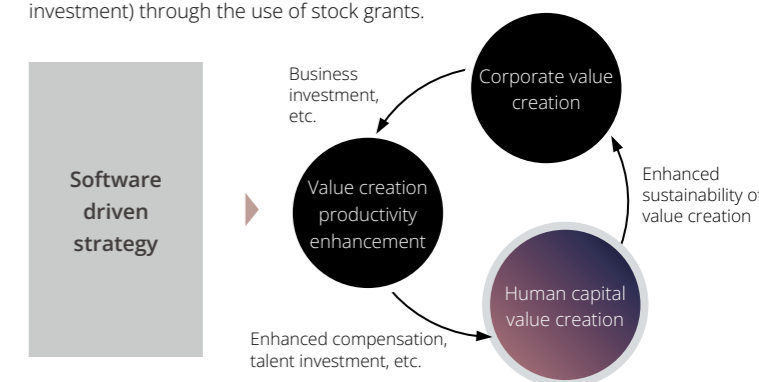 investment) through the use of stock grants.
Software
driven
strategy
Business
investment,
etc.
Corporate value
creation
Value creation
productivity
enhancement
Enhanced
sustainability of
value creation
Human capital
value creation
Enhanced compensation,
talent investment, etc.